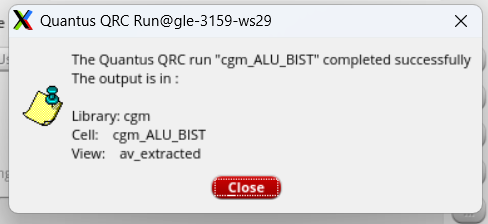 Quantus QRC Run@gle-3159-ws29
The Quantus QRC run "cgm_ALU_BIST" completed successfully
The output is in :
Library: cgm
Cell: cgm_ALU_BIST
View: av_extracted
Close